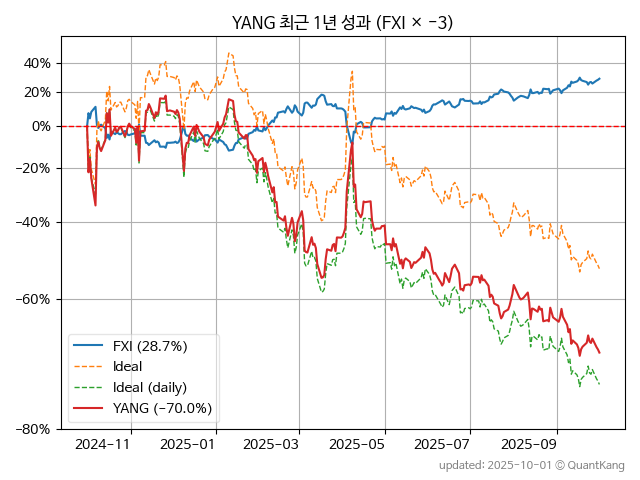 YANG 최근 1년 성과 (FXI × −3)
40%
20%
0%
−20%
−40%
−60%
−80%
FXI (28.7%)
Ideal
Ideal (daily)
YANG (−70.0%)
2024−11
2025−01
2025−03
2025−05
2025−07
2025−09
updated: 2025-10-01 © QuantKang